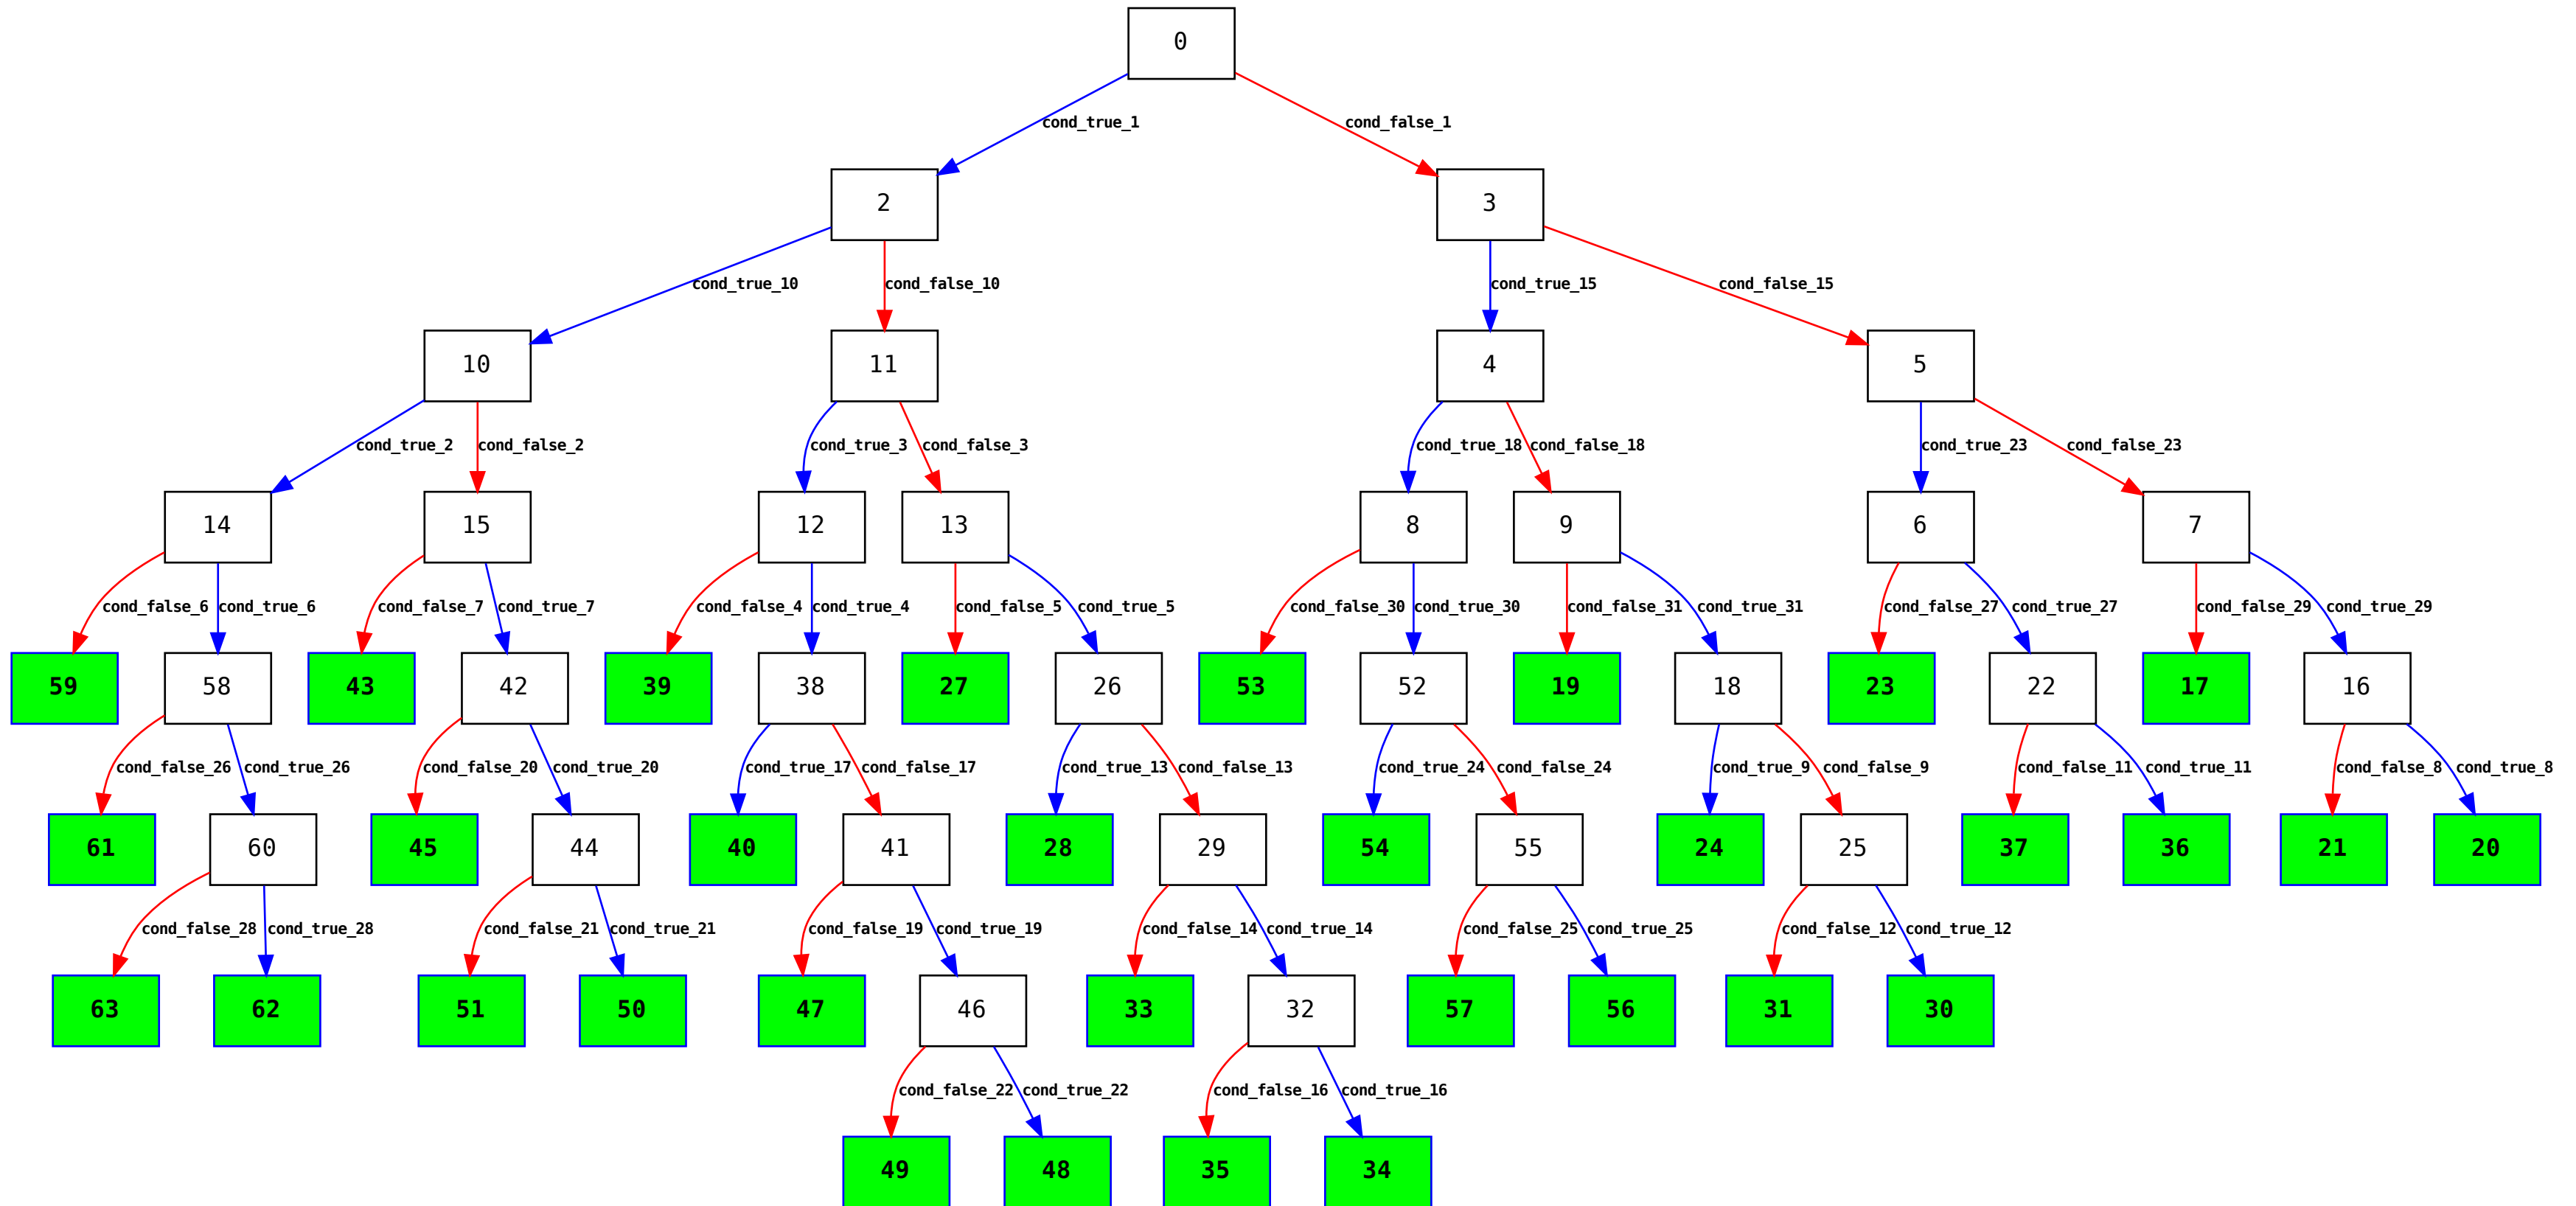 0
cond_true_1 cond_false_1
2 3
cond_true_10 cond_false_10 cond_true_15 cond_false_15
10 11 4 5
cond_true_2 cond_false_2 cond_true_3 cond_false_3 cond_true_18 cond_false_18 cond_true_23 cond_false_23
14 15 12 13 8 9 6 7
cond_false_6 cond_true_6 cond_false_7 cond_true_7 cond_false_4 cond_true_4 cond_false_5 cond_true_5 cond_false_30 cond_true_30 cond_false_31 cond_true_31 cond_false_27 cond_true_27 cond_false_29 cond_true_29
59 58 43 42 39 38 27 26 53 52 19 18 23 22 17 16
cond_false_26 cond_true_26 cond_false_20 cond_true_20 cond_true_17 cond_false_17 cond_true_13 cond_false_13 cond_true_24 cond_false_24 cond_true_9 cond_false_9 cond_false_11 cond_true_11 cond_false_8 cond_true_8
61 60 45 44 40 41 28 29 54 55 24 25 37 36 21 20
cond_false_28 cond_true_28 cond_false_21 cond_true_21 cond_false_19 cond_true_19 cond_false_14 cond_true_14 cond_false_25 cond_true_25 cond_false_12 cond_true_12
63 62 51 50 47 46 33 32 57 56 31 30
cond_false_22 cond_true_22 cond_false_16 cond_true_16
49 48 35 34